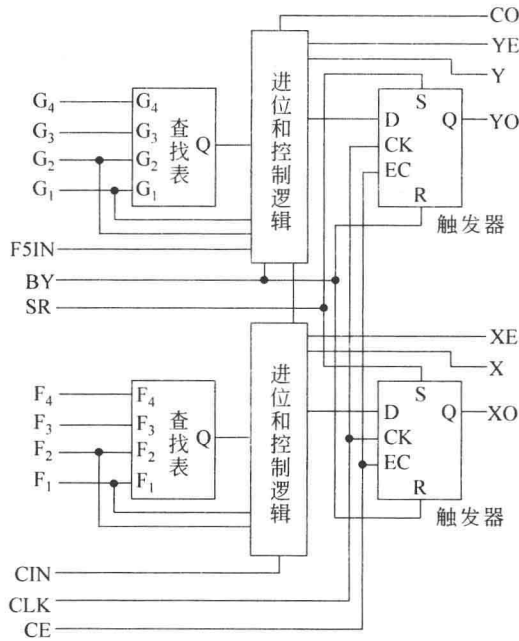 CO
YE
Y
G4 G4
G3 G3
G2 G2
G1 G1
查找表
Q
进位和控制逻辑
S
D
Q
YO
CK
EC
R
触发器
F5IN
BY
SR
XE
X
F4 F4
F3 F3
F2 F2
F1 F1
查找表
Q
进位和控制逻辑
S
D
Q
XO
CK
EC
R
触发器
CIN
CLK
CE